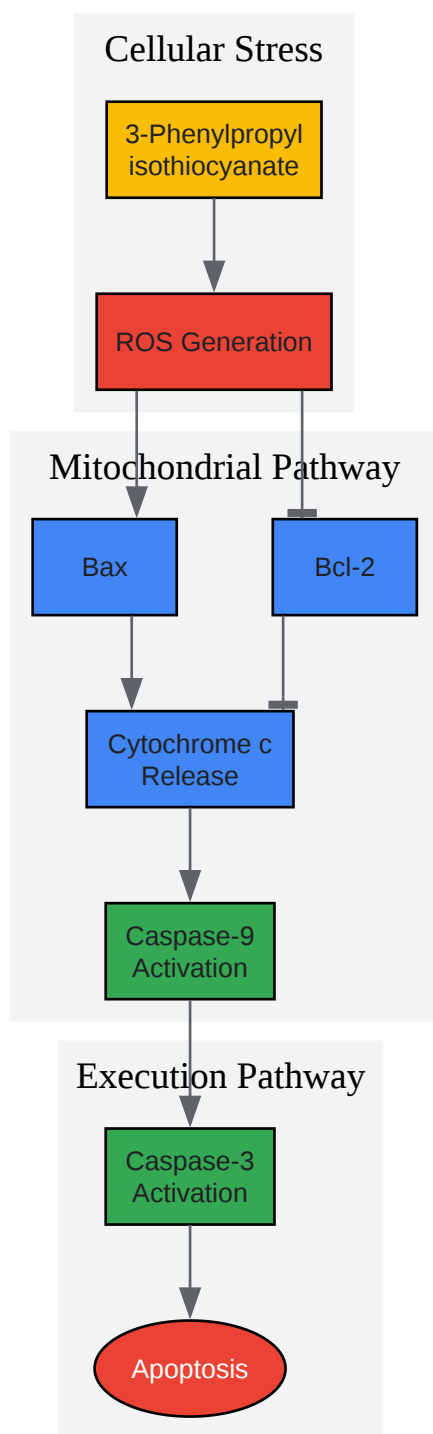 Cellular Stress
3-Phenylpropyl
isothiocyanate
ROS Generation
Mitochondrial Pathway
Bax
Bcl-2
Cytochrome c
Release
Caspase-9
Activation
Execution Pathway
Caspase-3
Activation
Apoptosis